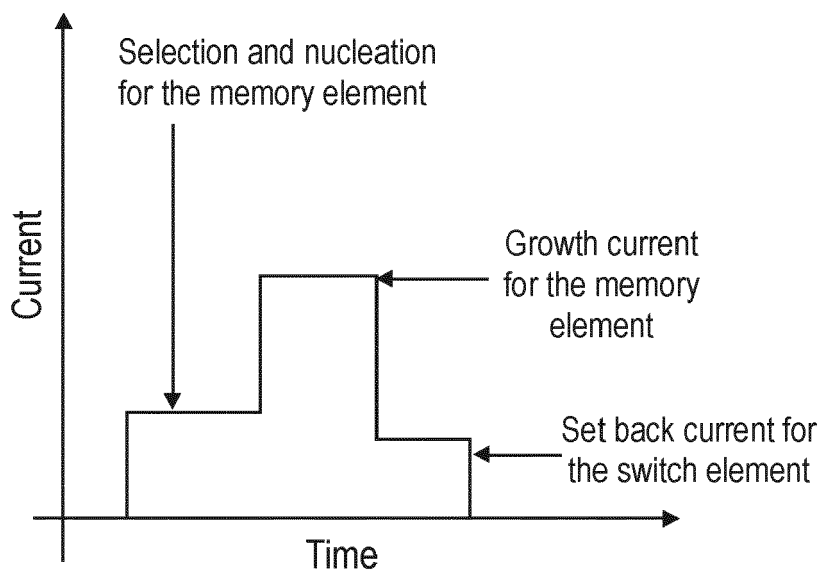 Selection and nucleation
for the memory element
Growth current
for the memory
element
Set back current for
the switch element
Current
Time